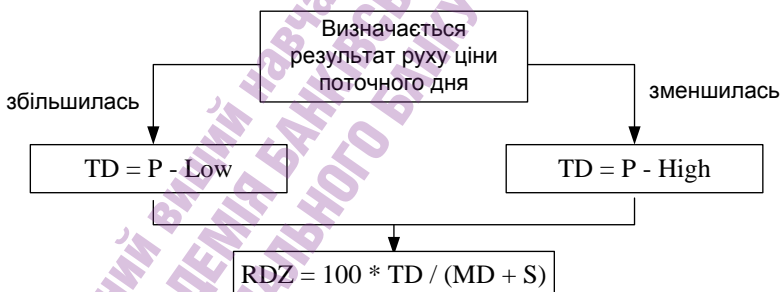 Визначається
результат руху ціни
поточного дня
збільшилась
зменшилась
TD = P - Low
TD = P - High
RDZ = 100 * TD / (MD + S)